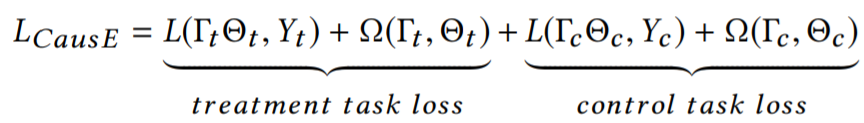 L_{CausE} = L(Γ_tΘ_t, Y_t) + Ω(Γ_t, Θ_t) + L(Γ_cΘ_c, Y_c) + Ω(Γ_c, Θ_c)
treatment task loss control task loss